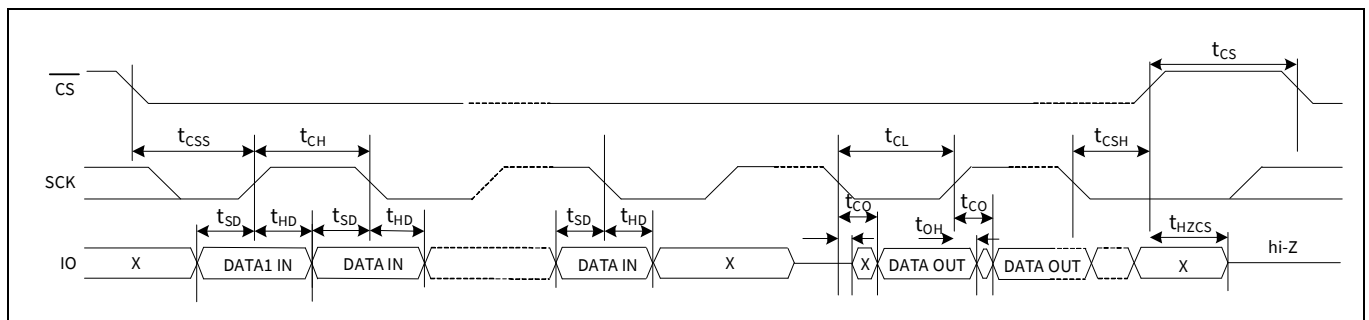 t_CS
CS
t_CSS t_CH t_CL t_CSH
SCK
t_SD t_HD t_SD t_HD t_SD t_HD t_CO t_CO
t_OH t_HZCS
IO X DATA1 IN DATA IN DATA IN X X DATA OUT DATA OUT X hi-Z